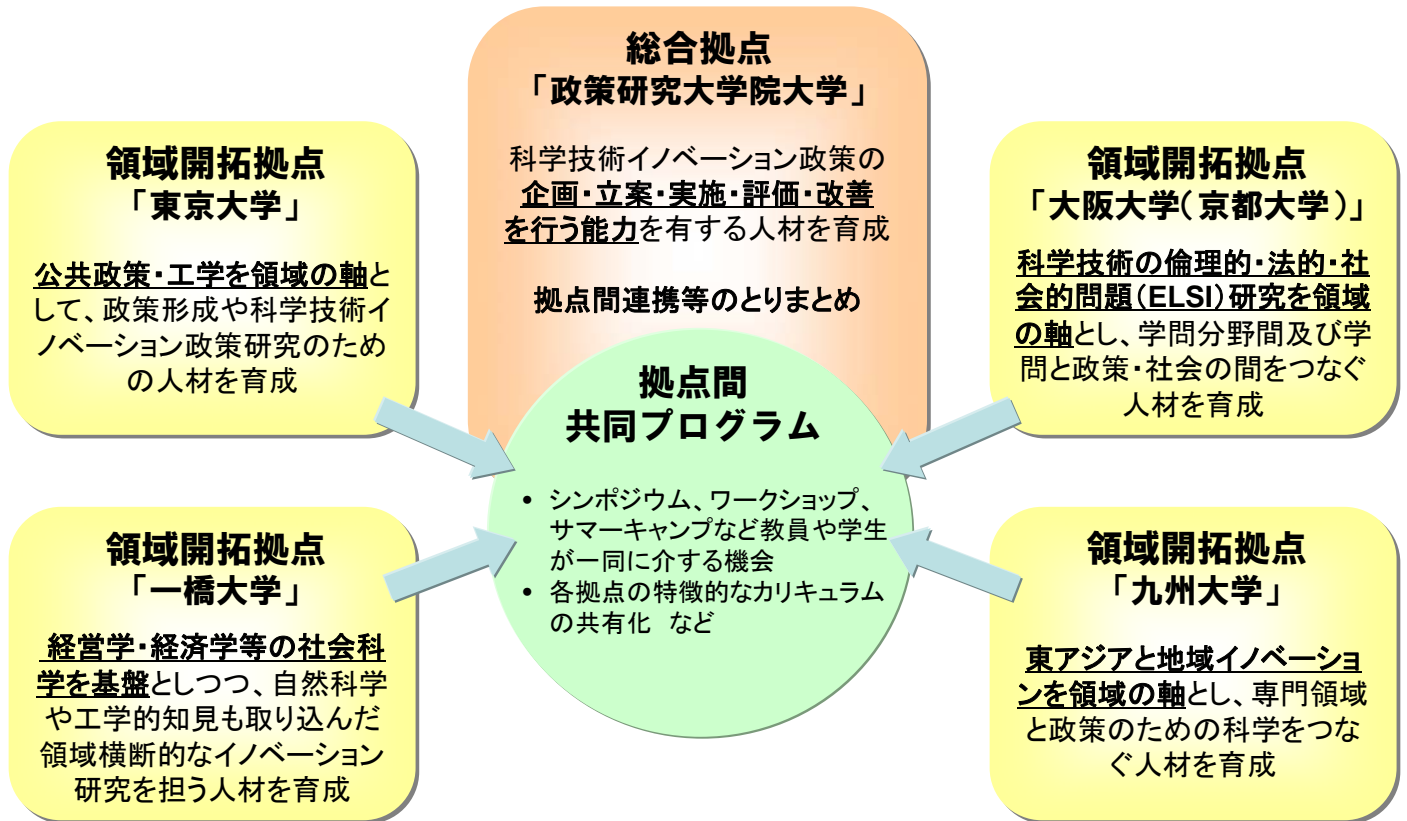 総合拠点
「政策研究大学院大学」
科学技術イノベーション政策の
企画・立案・実施・評価・改善
を行う能力を有する人材を育成
拠点間連携等のとりまとめ
領域開拓拠点
「東京大学」
公共政策・工学を領域の軸と
して、政策形成や科学技術イ
ノベーション政策研究のため
の人材を育成
領域開拓拠点
「大阪大学(京都大学)」
科学技術の倫理的・法的・社
会的問題(ELSI)研究を領域
の軸とし、学問分野間及び学
問と政策・社会の間をつなぐ
人材を育成
拠点間
共同プログラム
• シンポジウム、ワークショップ、
サマーキャンプなど教員や学生
が一同に介する機会
• 各拠点の特徴的なカリキュラム
の共有化 など
領域開拓拠点
「一橋大学」
経営学・経済学等の社会科
学を基盤としつつ、自然科学
や工学的知見も取り込んだ
領域横断的なイノベーション
研究を担う人材を育成
領域開拓拠点
「九州大学」
東アジアと地域イノベーショ
ンを領域の軸とし、専門領域
と政策のための科学をつな
ぐ人材を育成